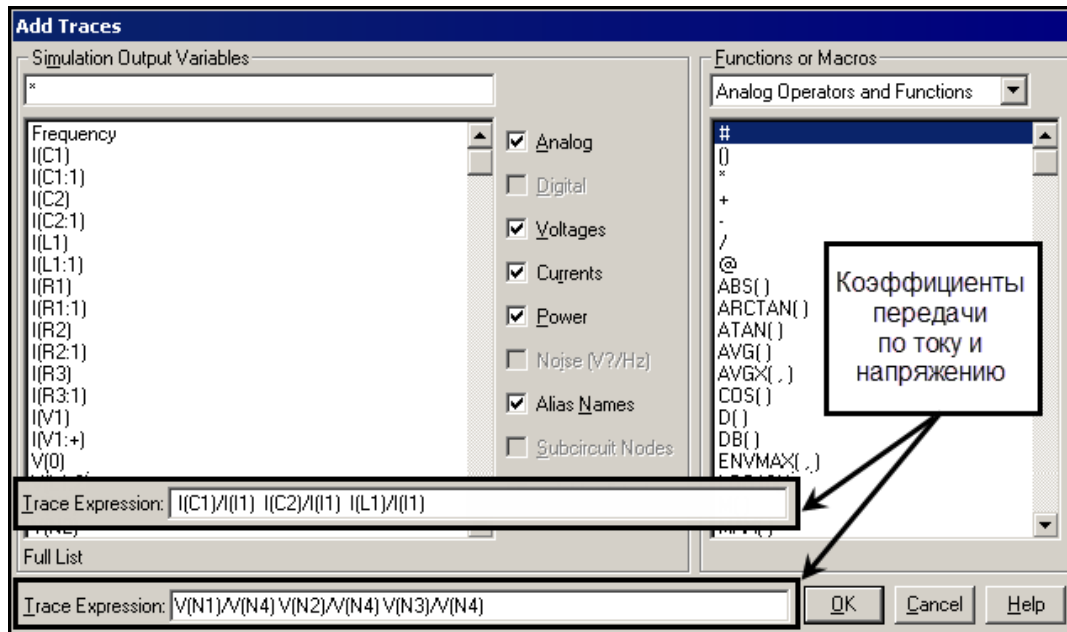 Add Traces
Simulation Output Variables
*
Frequency
I(C1)
I(C1:1)
I(C2)
I(C2:1)
I(L1)
I(L1:1)
I(R1)
I(R1:1)
I(R2)
I(R2:1)
I(R3)
I(R3:1)
I(V1)
I(V1:+)
V(0)
Analog
Digital
Voltages
Currents
Power
Noise (V?/Hz)
Alias Names
Subcircuit Nodes
Functions or Macros
Analog Operators and Functions
#
()
*
+
-
/
@
ABS( )
ARCTAN( )
ATAN( )
AVG( )
AVGX( , )
COS( )
D( )
DB( )
ENVMAX( , )
Коэффициенты
передачи
по току и
напряжению
Trace Expression: I(C1)/I(I1) I(C2)/I(I1) I(L1)/I(I1)
Full List
Trace Expression: V(N1)/V(N4) V(N2)/V(N4) V(N3)/V(N4)
OK
Cancel
Help